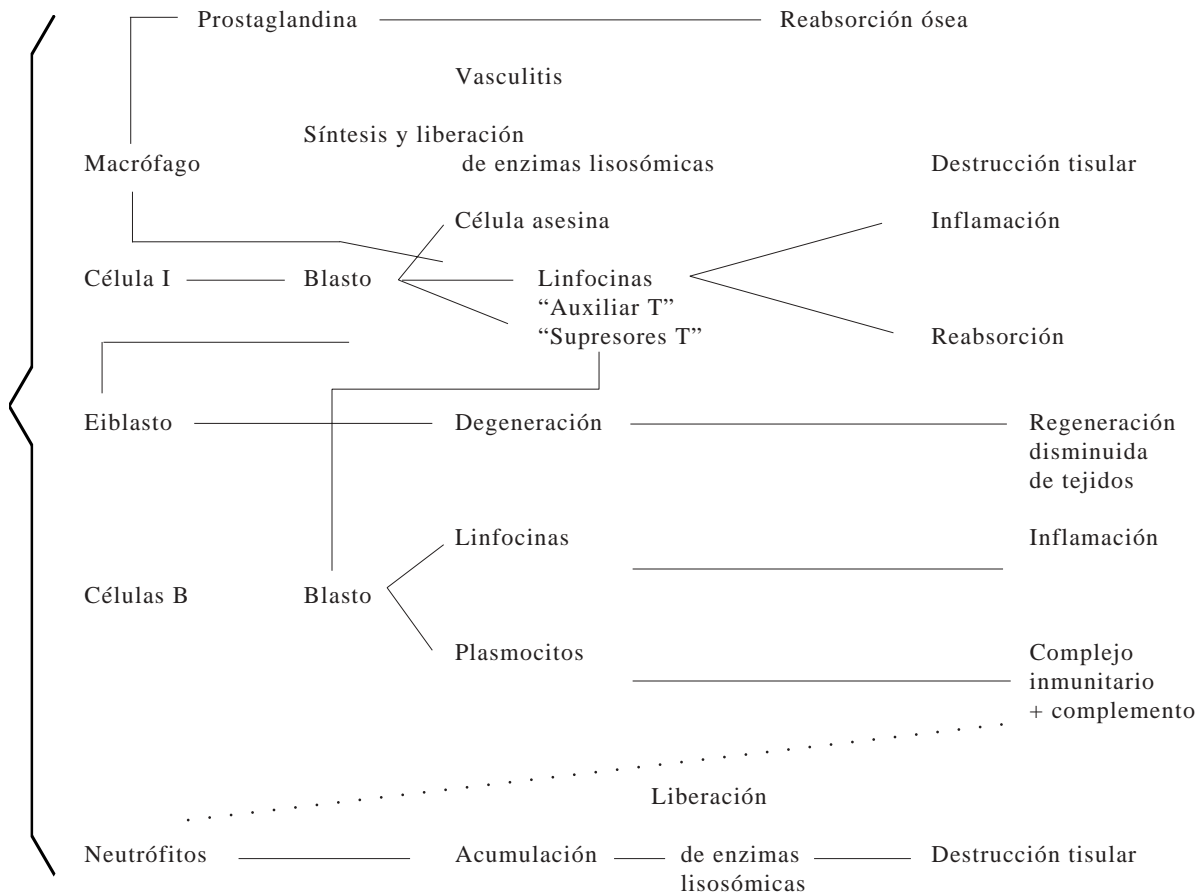 Prostaglandina Reabsorción ósea
Vasculitis
Síntesis y liberación
Macrófago de enzimas lisosómicas Destrucción tisular
Célula asesina Inflamación
Célula I Blasto Linfocinas
“Auxiliar T”
“Supresores T” Reabsorción
Eiblasto Degeneración Regeneración
disminuida
de tejidos
Linfocinas Inflamación
Células B Blasto
Plasmocitos Complejo
inmunitario
+ complemento
Liberación
Neutrófitos Acumulación de enzimas Destrucción tisular
lisosómicas